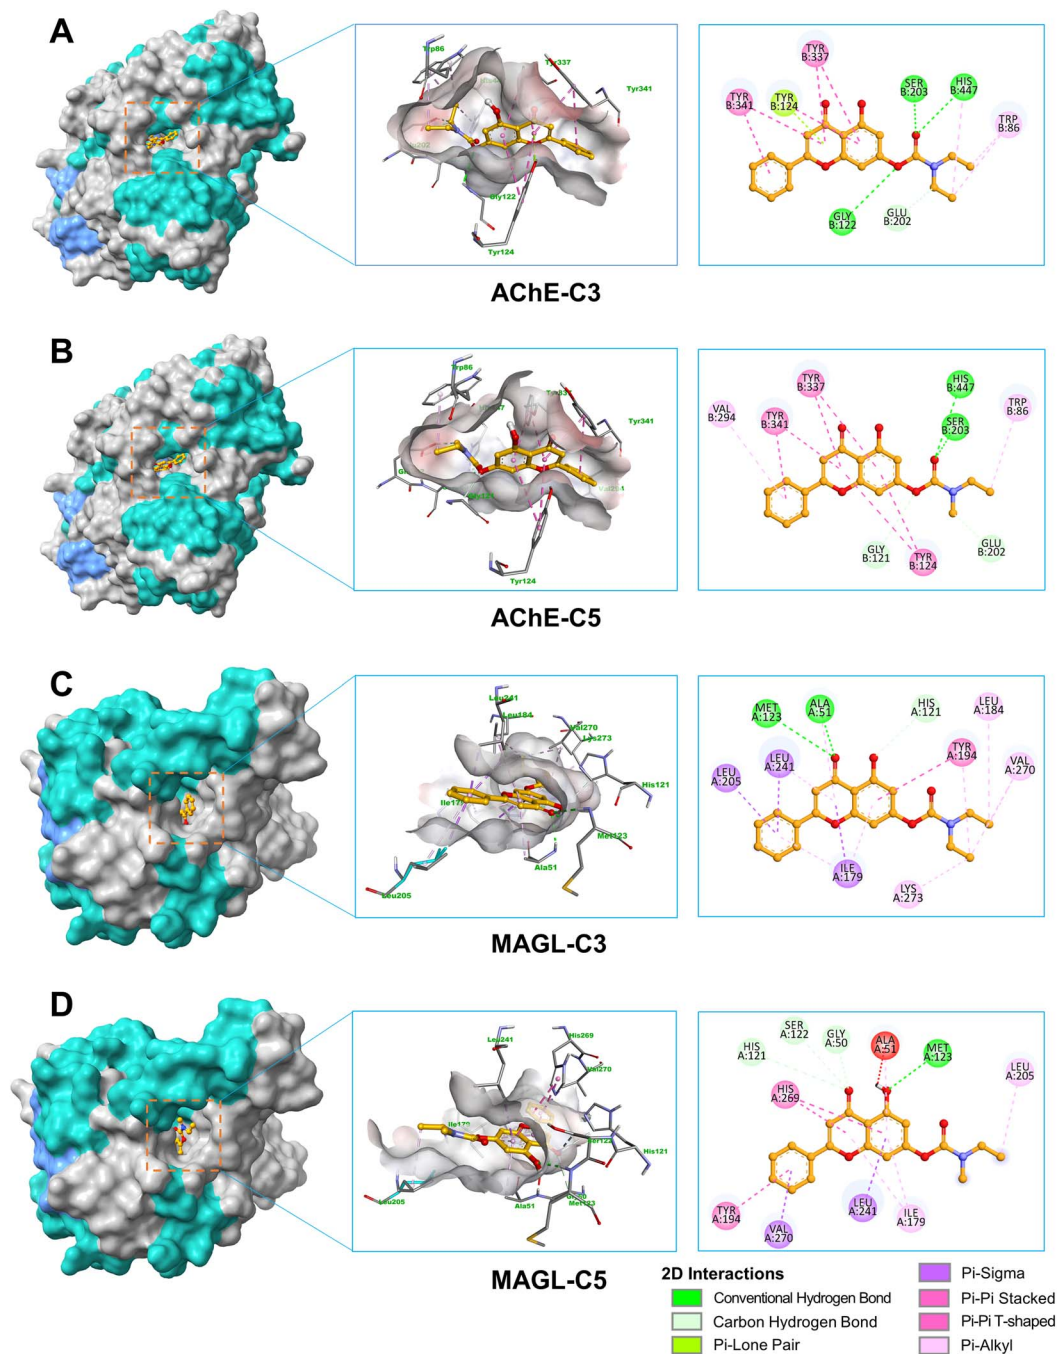 A
Trp86
Tyr337
Tyr341
Gly122
Tyr124
TYR
B:337
SER
B:203
HIS
B:447
TYR
B:341
TYR
B:124
TRP
B:86
GLY
B:122
GLU
B:202
AChE-C3
B
Trp86
Tyr341
Tyr124
TYR
B:337
HIS
B:447
VAL
B:294
TYR
B:341
SER
B:203
TRP
B:86
GLY
B:121
TYR
B:124
GLU
B:202
AChE-C5
C
Leu241
Leu184
Val270
Lys273
His121
Met123
Ala51
Leu205
MET
A:123
ALA
A:51
HIS
A:121
LEU
A:184
LEU
A:205
LEU
A:241
TYR
A:194
VAL
A:270
ILE
A:179
LYS
A:273
MAGL-C3
D
Leu241
His269
Val270
Ile179
His121
Leu205
Ala51
Met123
HIS
A:121
SER
A:122
GLY
A:50
ALA
A:51
MET
A:123
LEU
A:205
HIS
A:269
TYR
A:194
VAL
A:270
LEU
A:241
ILE
A:179
MAGL-C5
2D Interactions
Conventional Hydrogen Bond
Carbon Hydrogen Bond
Pi-Lone Pair
Pi-Sigma
Pi-Pi Stacked
Pi-Pi T-shaped
Pi-Alkyl